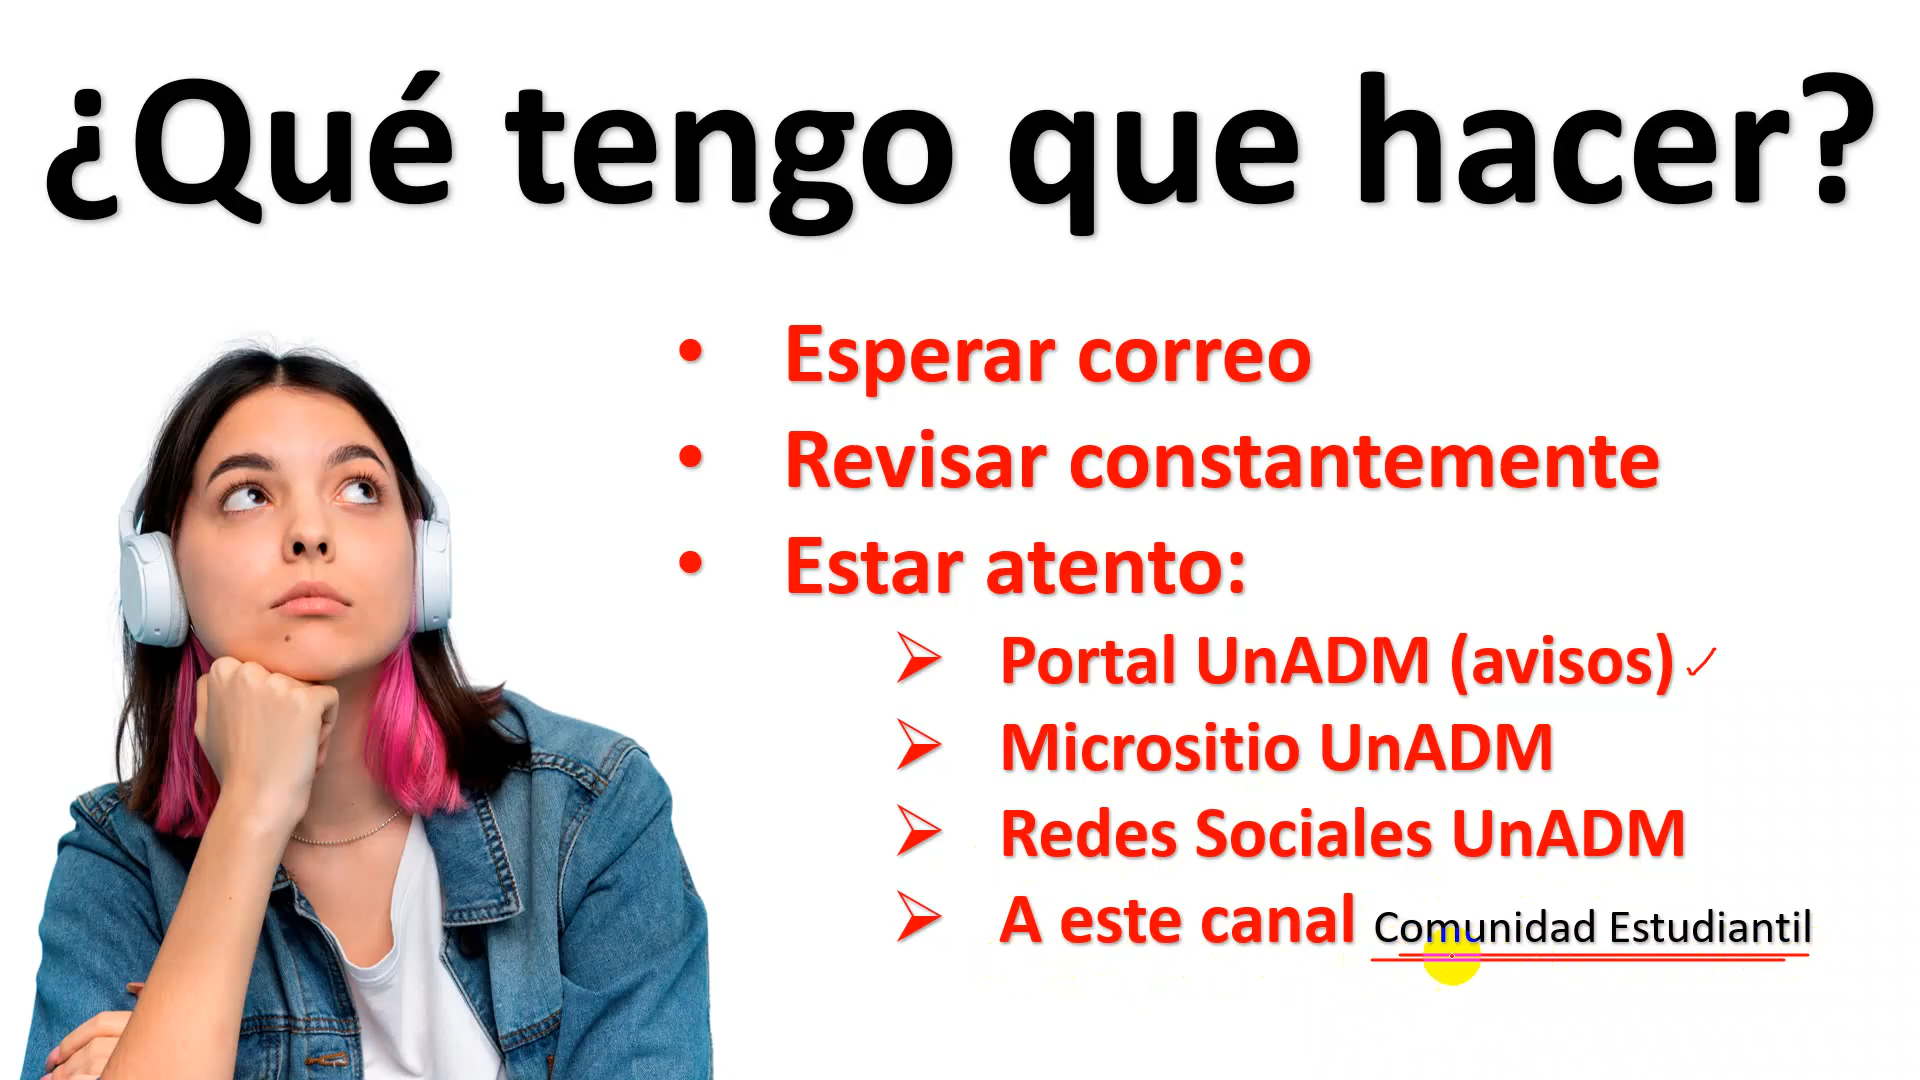 ¿Qué tengo que hacer?
• Esperar correo
• Revisar constantemente
• Estar atento:
➢ Portal UnADM (avisos) ✓
➢ Micrositio UnADM
➢ Redes Sociales UnADM
➢ A este canal Comunidad Estudiantil